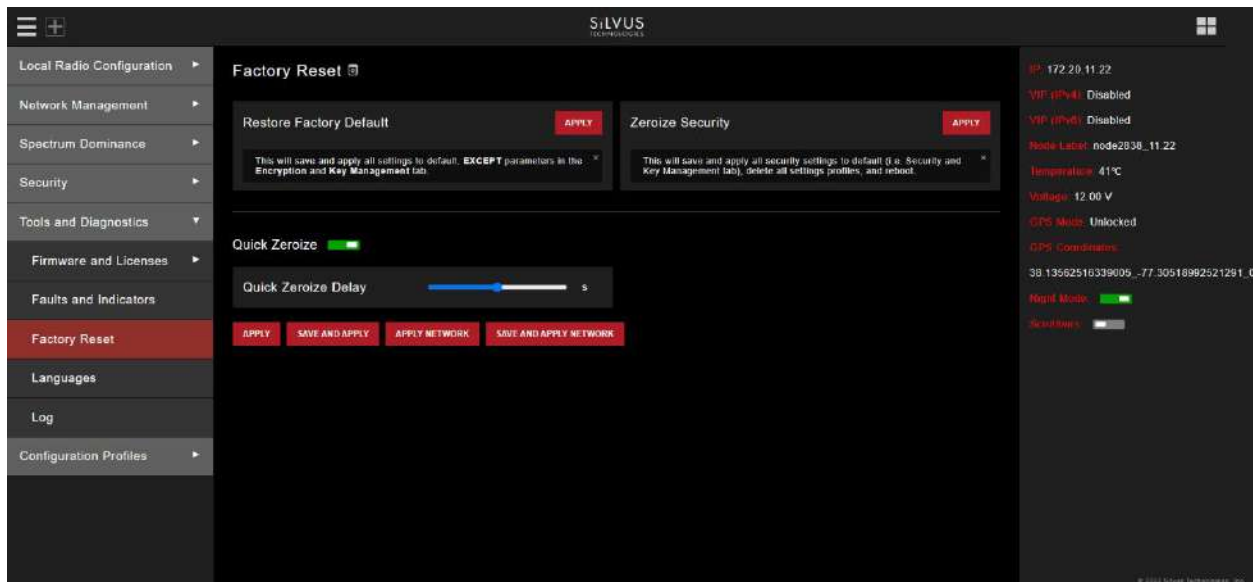 SiLVUS
TECHNOLOGIES
Local Radio Configuration
Network Management
Spectrum Dominance
Security
Tools and Diagnostics
Firmware and Licenses
Faults and Indicators
Factory Reset
Languages
Log
Configuration Profiles
Factory Reset
Restore Factory Default
APPLY
This will save and apply all settings to default, EXCEPT parameters in the
Encryption and Key Management tab.
Zeroize Security
APPLY
This will save and apply all security settings to default (i.e. Security and
Key Management tab), delete all settings profiles, and reboot.
Quick Zeroize
Quick Zeroize Delay
s
APPLY
SAVE AND APPLY
APPLY NETWORK
SAVE AND APPLY NETWORK
IP: 172.20.11.22
VIP (IPv4): Disabled
VIP (IPv6): Disabled
Node Label: node2838_11.22
Temperature: 41°C
Voltage: 12.00 V
GPS Mode: Unlocked
GPS Coordinates:
38.13562516339005_-77.30518992521291_0
Night Mode: